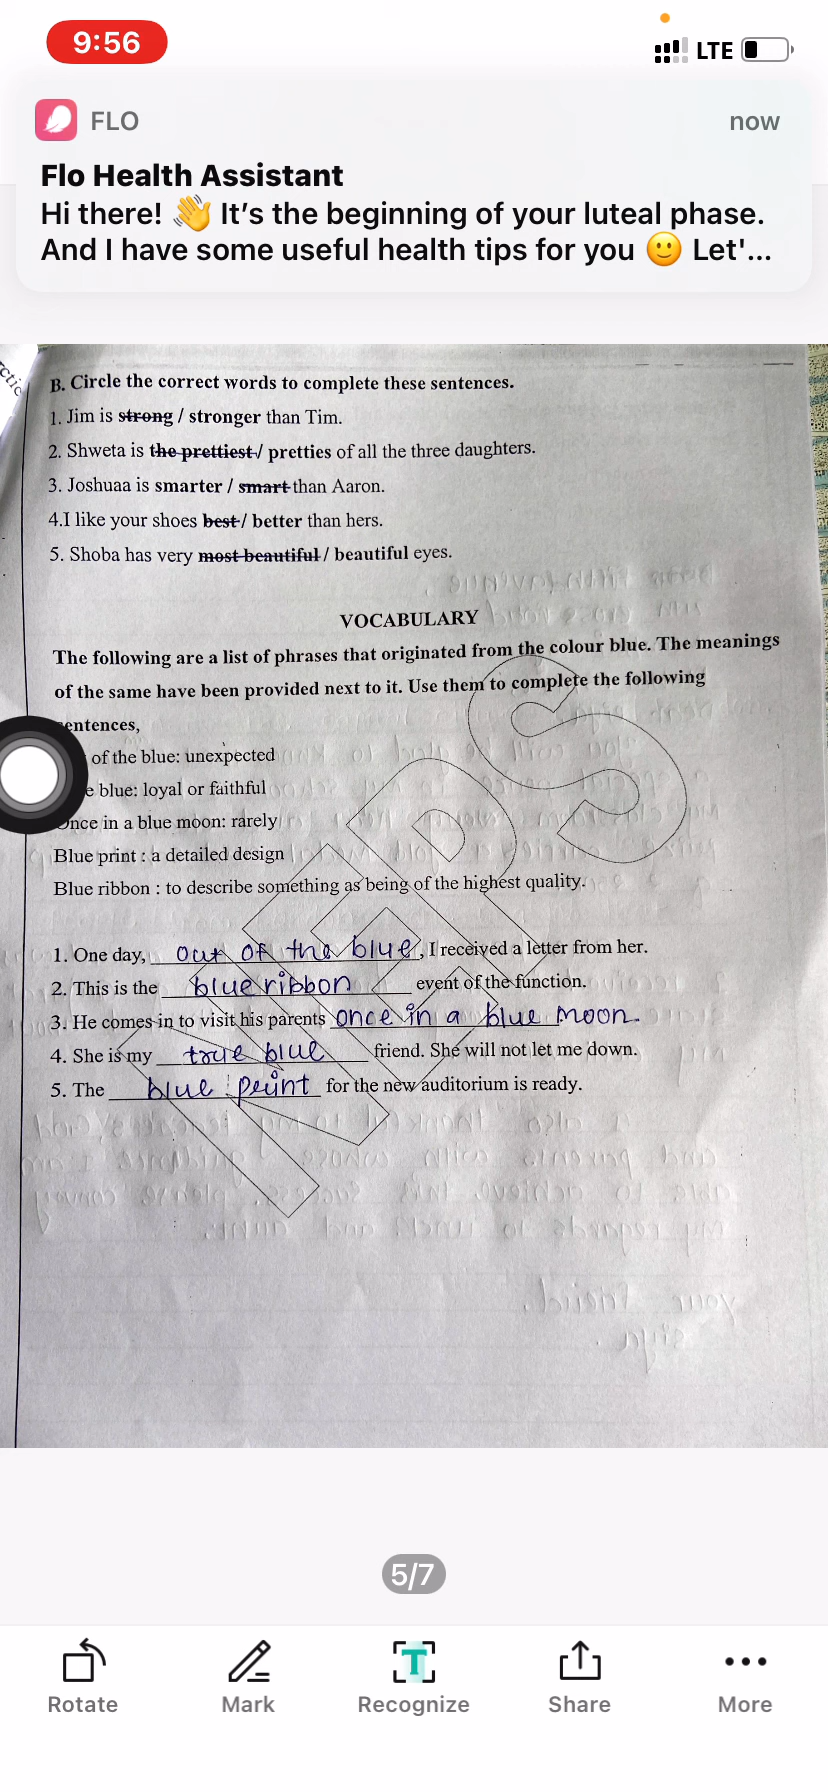 9:56
LTE
FLO
now
Flo Health Assistant
Hi there! 👋 It's the beginning of your luteal phase.
And I have some useful health tips for you 🙂 Let'...
ctic
B. Circle the correct words to complete these sentences.
1. Jim is strong / stronger than Tim.
2. Shweta is the prettiest / pretties of all the three daughters.
3. Joshuaa is smarter / smart than Aaron.
4.I like your shoes best / better than hers.
5. Shoba has very most beautiful / beautiful eyes.
VOCABULARY
The following are a list of phrases that originated from the colour blue. The meanings
of the same have been provided next to it. Use them to complete the following
entences,
of the blue: unexpected
e blue: loyal or faithful
Once in a blue moon: rarely
Blue print : a detailed design
Blue ribbon : to describe something as being of the highest quality.
1. One day, out of the blue, I received a letter from her.
2. This is the blue ribbon event of the function.
3. He comes in to visit his parents once in a blue moon.
4. She is my true blue friend. She will not let me down.
5. The blue print for the new auditorium is ready.
5/7
Rotate
Mark
Recognize
Share
More